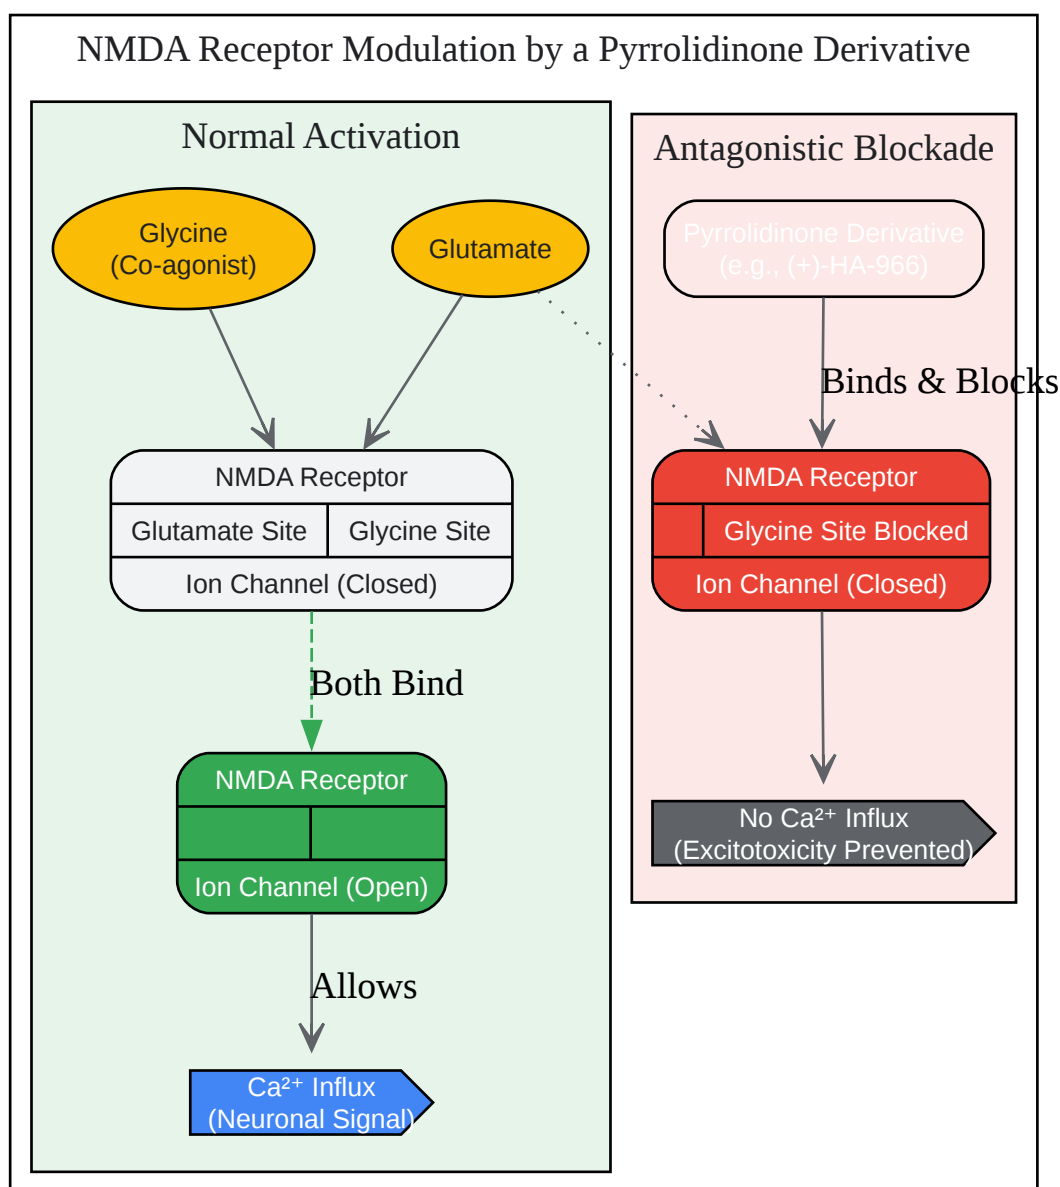 NMDA Receptor Modulation by a Pyrrolidinone Derivative
Normal Activation
Glycine
(Co-agonist)
Glutamate
NMDA Receptor
Glutamate Site
Glycine Site
Ion Channel (Closed)
Both Bind
NMDA Receptor
Ion Channel (Open)
Allows
Ca²⁺ Influx
(Neuronal Signal)
Antagonistic Blockade
Pyrrolidinone Derivative
(e.g., (+)-HA-966)
Binds & Blocks
NMDA Receptor
Glycine Site Blocked
Ion Channel (Closed)
No Ca²⁺ Influx
(Excitotoxicity Prevented)